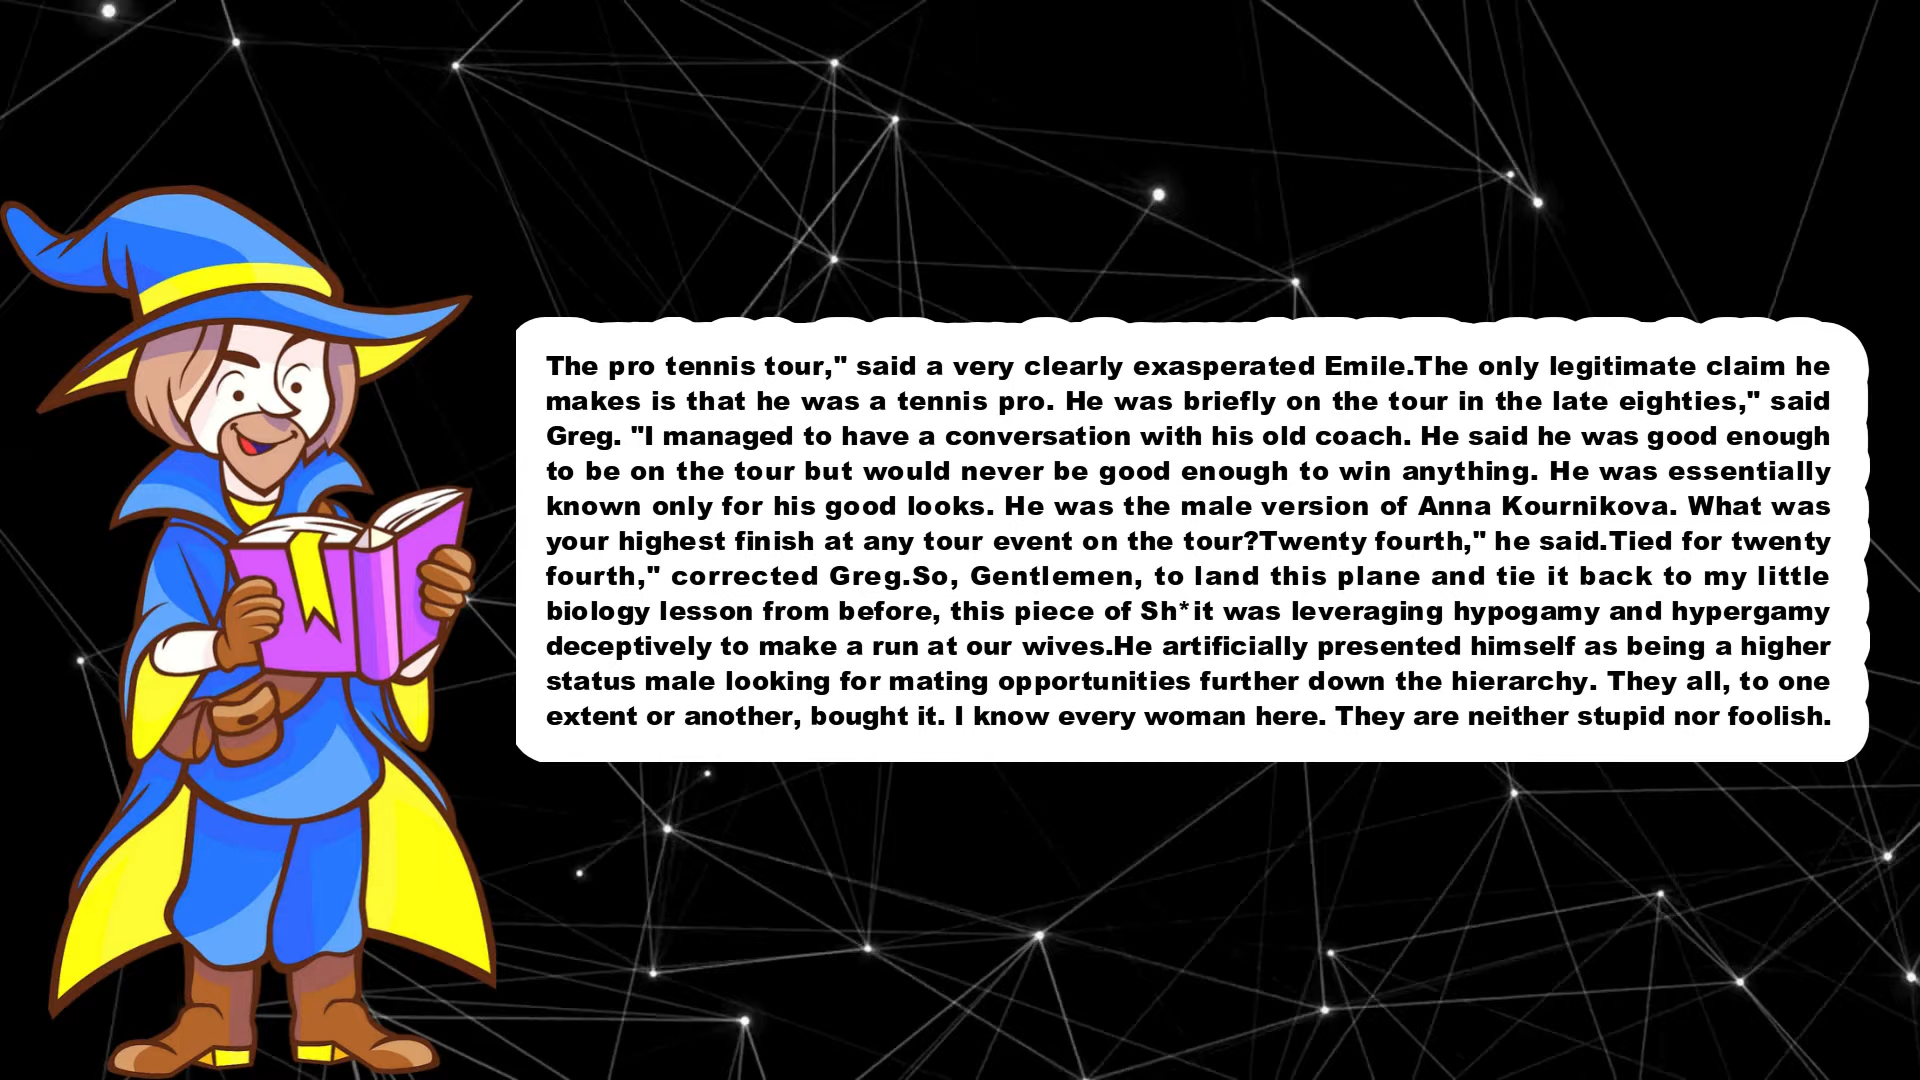 The pro tennis tour," said a very clearly exasperated Emile.The only legitimate claim he
makes is that he was a tennis pro. He was briefly on the tour in the late eighties," said
Greg. "I managed to have a conversation with his old coach. He said he was good enough
to be on the tour but would never be good enough to win anything. He was essentially
known only for his good looks. He was the male version of Anna Kournikova. What was
your highest finish at any tour event on the tour?Twenty fourth," he said.Tied for twenty
fourth," corrected Greg.So, Gentlemen, to land this plane and tie it back to my little
biology lesson from before, this piece of Sh*it was leveraging hypogamy and hypergamy
deceptively to make a run at our wives.He artificially presented himself as being a higher
status male looking for mating opportunities further down the hierarchy. They all, to one
extent or another, bought it. I know every woman here. They are neither stupid nor foolish.